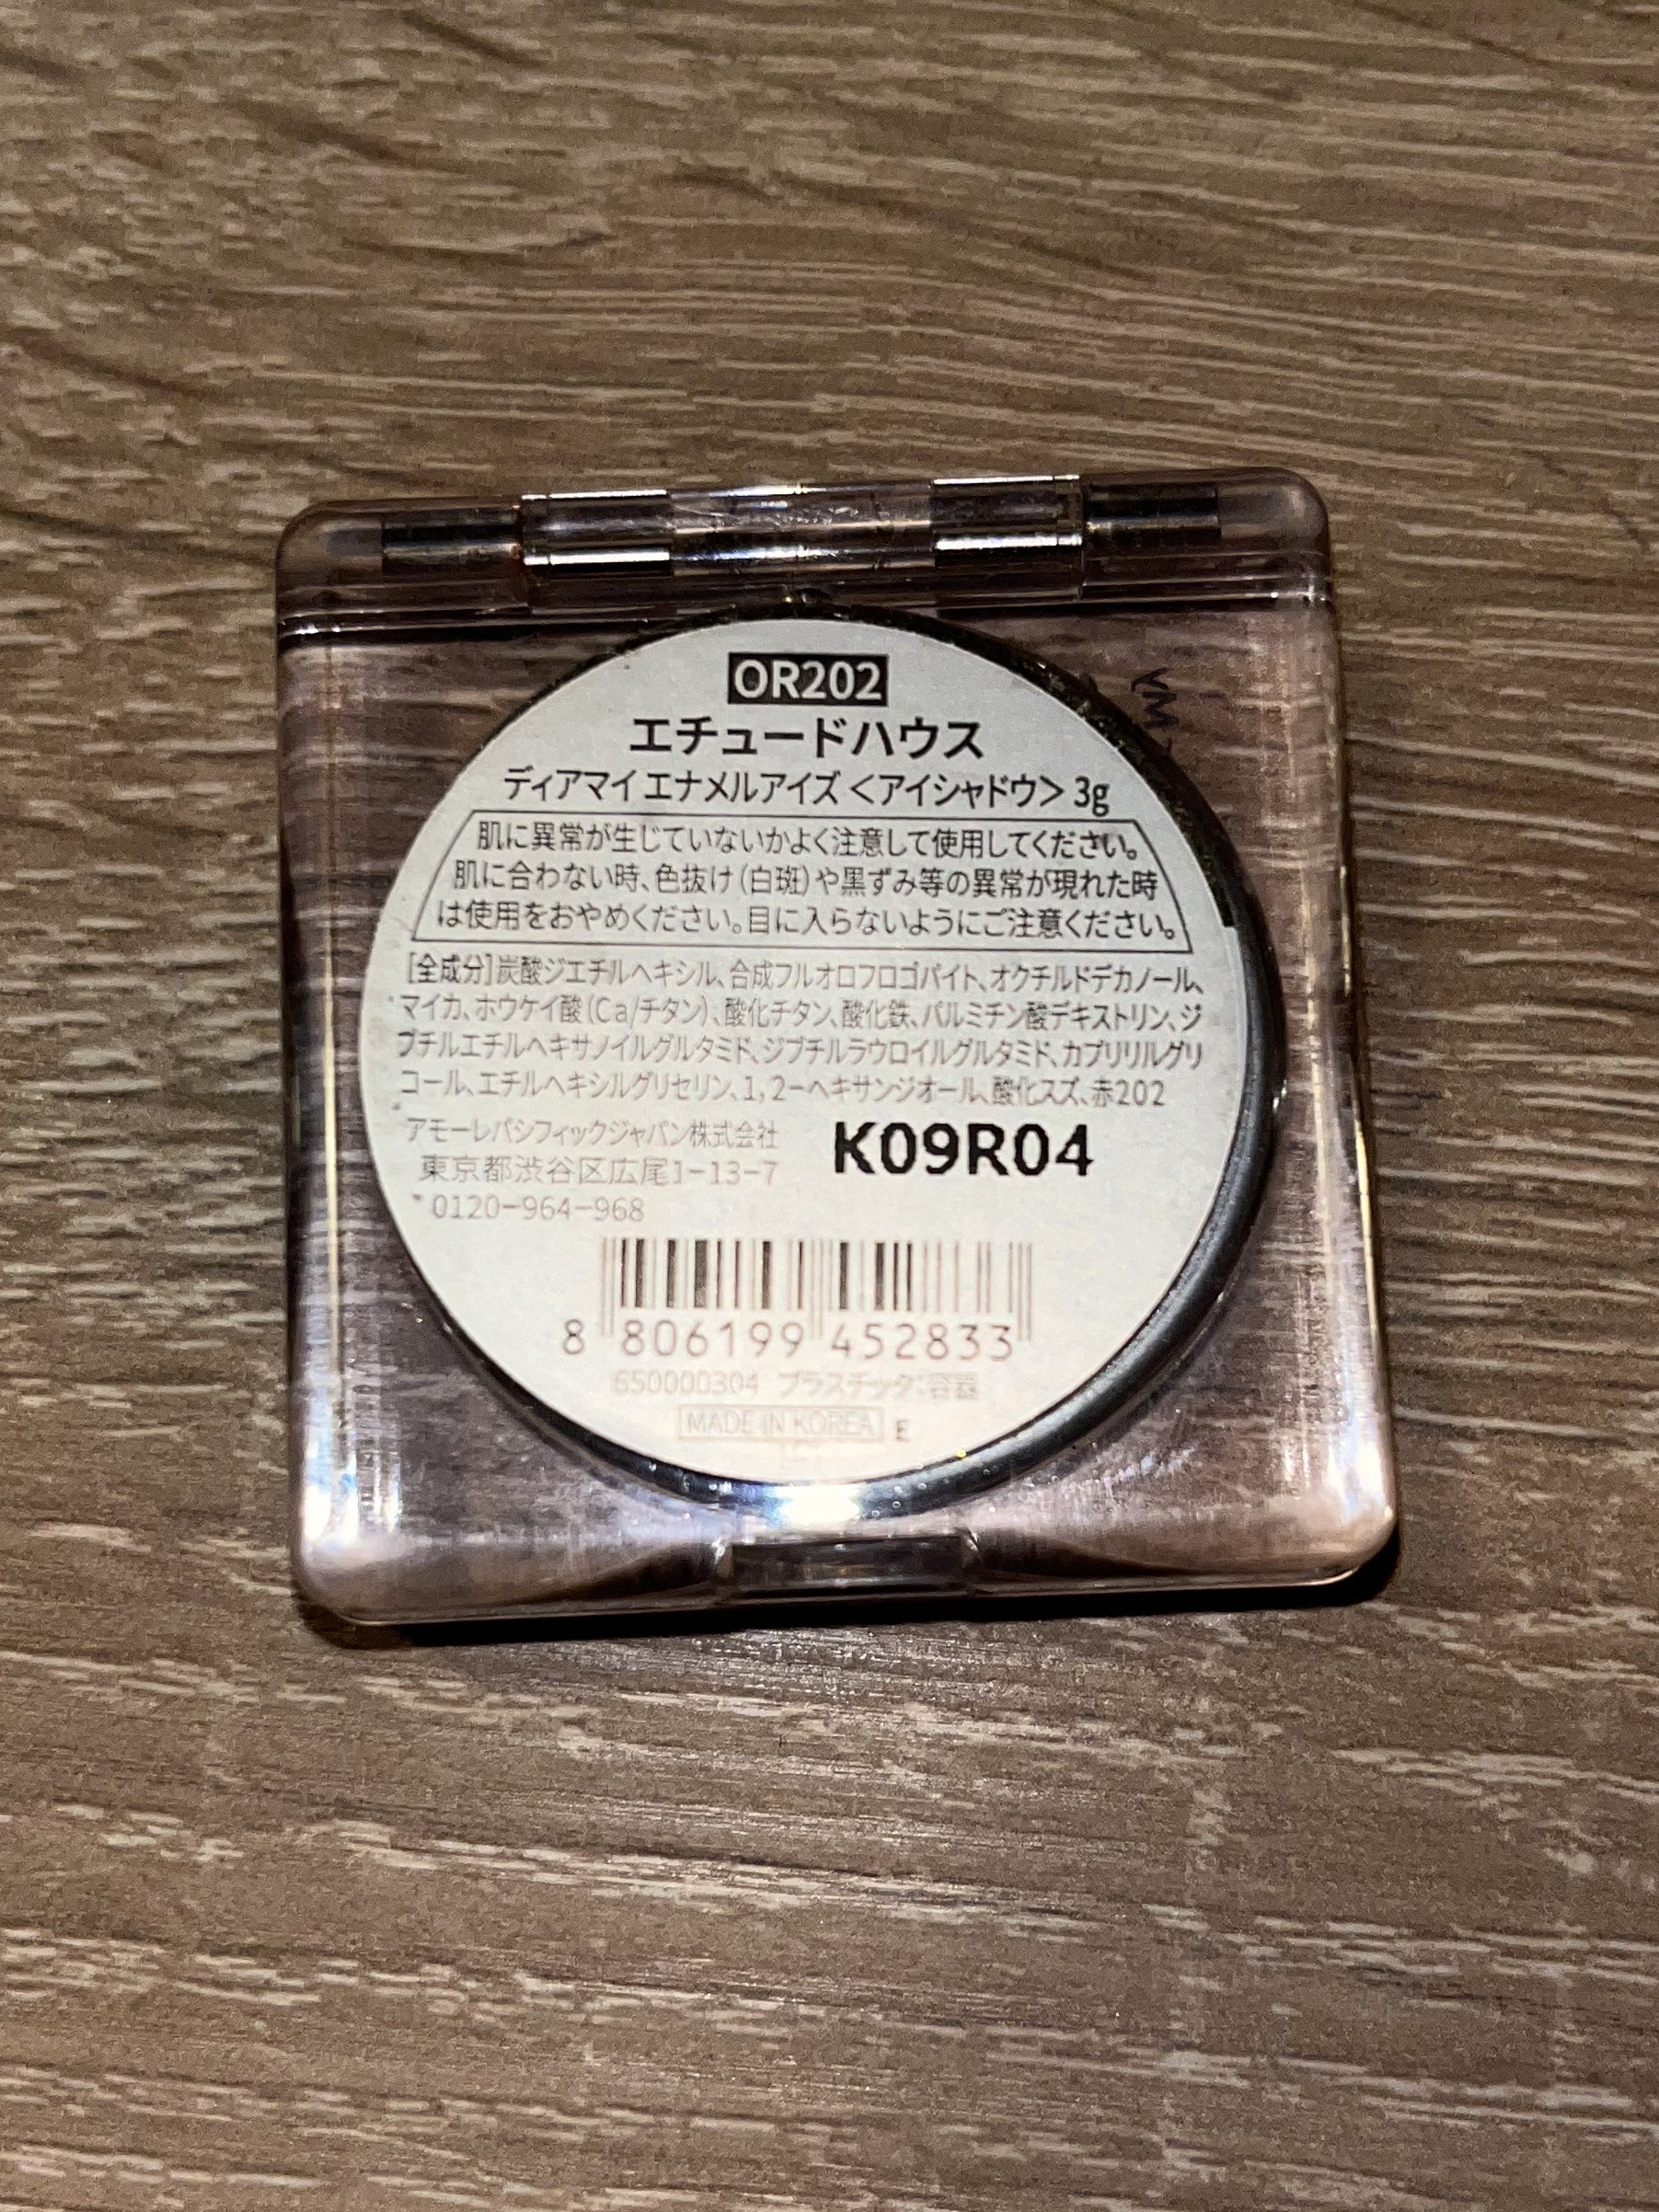 OR202
エチュードハウス
ディアマイ エナメルアイズ <アイシャドウ> 3g
肌に異常が生じていないかよく注意して使用してください。
肌に合わない時、色抜け(白斑)や黒ずみ等の異常が現れた時
は使用をおやめください。目に入らないようにご注意ください。
[全成分]炭酸ジエチルヘキシル、合成フルオロフロゴパイト、オクチルドデカノール、
マイカ、ホウケイ酸(Ca/チタン)、酸化チタン、酸化鉄、パルミチン酸デキストリン、ジ
ブチルエチルヘキサノイルグルタミド、ジブチルラウロイルグルタミド、カプリリルグリ
コール、エチルヘキシルグリセリン、1,2-ヘキサンジオール、酸化スズ、赤202
アモーレパシフィックジャパン株式会社
東京都渋谷区広尾1-13-7
0120-964-968
K09R04
8 806199 452833
650000304 プラスチック:容器
MADE IN KOREA E